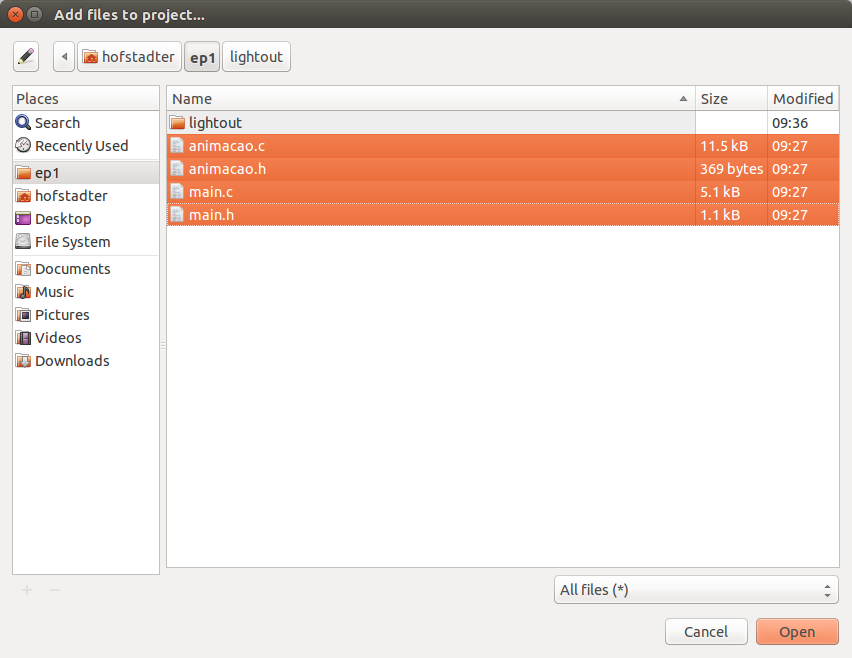 Add files to project...
hofstadter ep1 lightout
Places
Search
Recently Used
ep1
hofstadter
Desktop
File System
Documents
Music
Pictures
Videos
Downloads
Name Size Modified
lightout 09:36
animacao.c 11.5 kB 09:27
animacao.h 369 bytes 09:27
main.c 5.1 kB 09:27
main.h 1.1 kB 09:27
All files (*)
Cancel Open